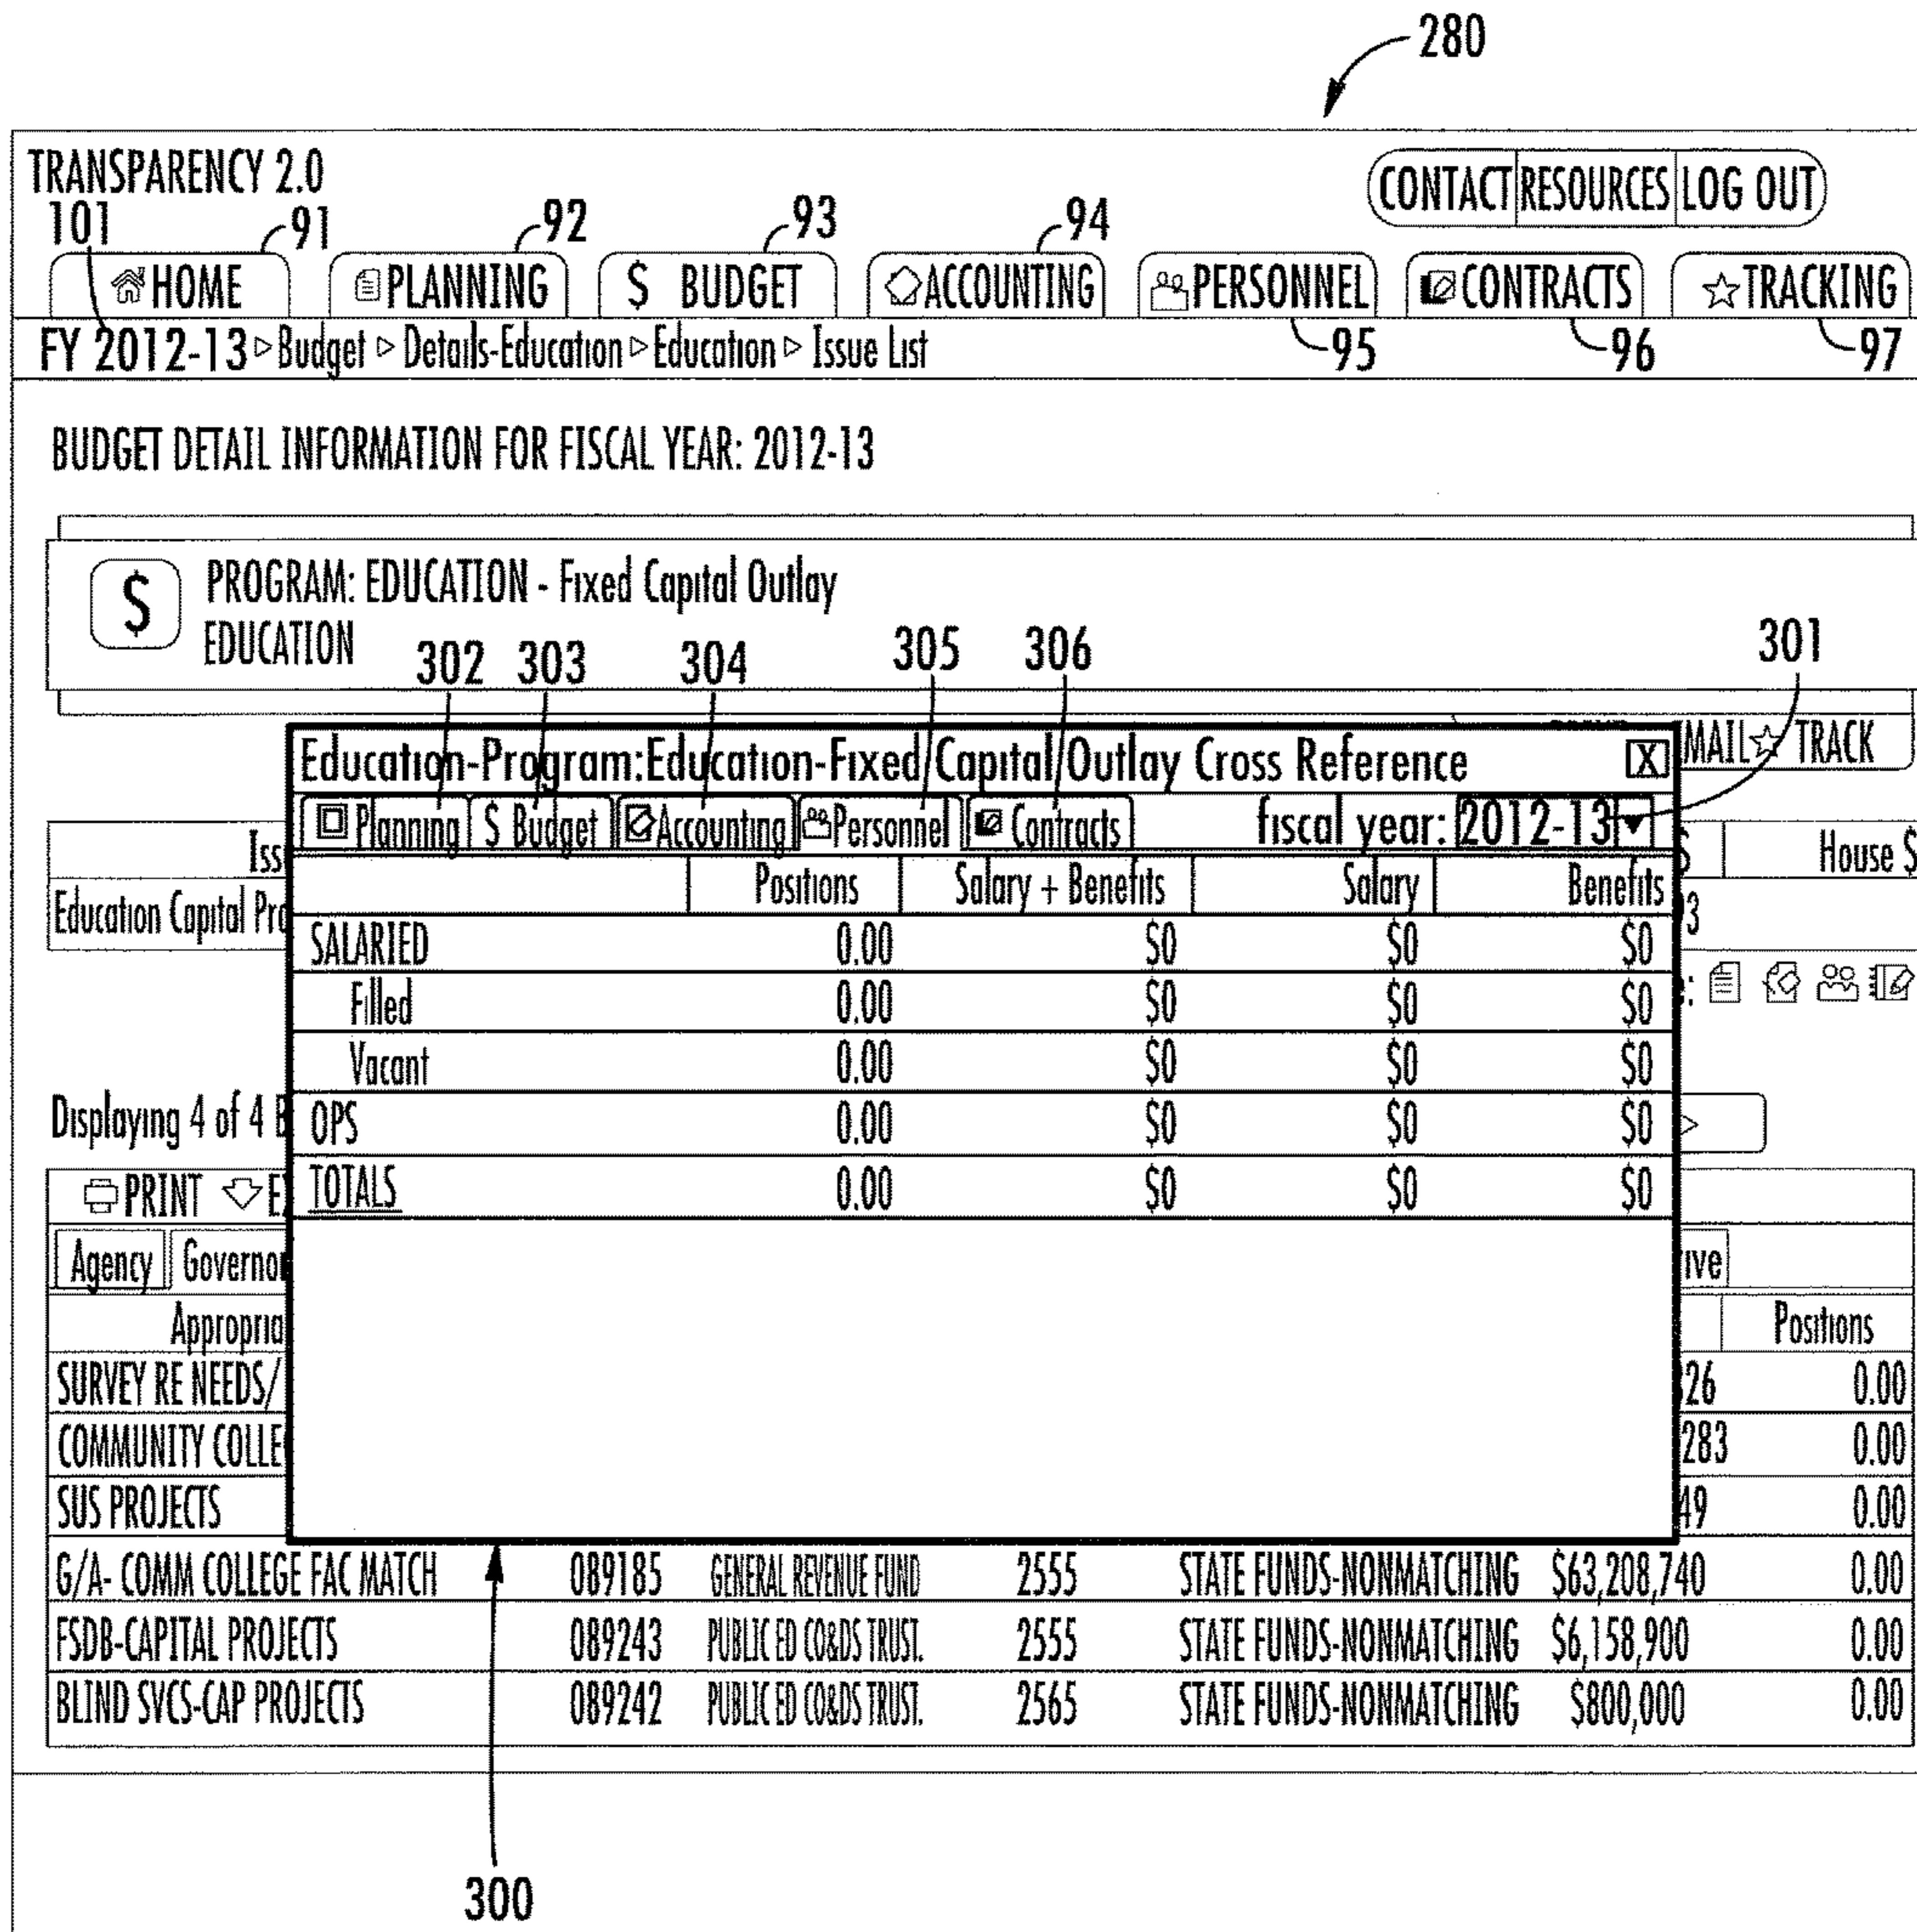 280
TRANSPARENCY 2.0
CONTACT RESOURCES LOG OUT
101 91 92 93 94
HOME PLANNING $ BUDGET ACCOUNTING PERSONNEL CONTRACTS TRACKING
FY 2012-13 ▷ Budget ▷ Details-Education ▷ Education ▷ Issue List 95 96 97
BUDGET DETAIL INFORMATION FOR FISCAL YEAR: 2012-13
$ PROGRAM: EDUCATION - Fixed Capital Outlay
EDUCATION
302 303 304 305 306 301
MAIL TRACK
Education-Program:Education-Fixed Capital Outlay Cross Reference X
Planning $ Budget Accounting Personnel Contracts fiscal year: 2012-13
Iss $ House $
Positions Salary + Benefits Salary Benefits
Education Capital Pro 93
SALARIED 0.00 $0 $0 $0
Filled 0.00 $0 $0 $0
Vacant 0.00 $0 $0 $0
Displaying 4 of 4 B
OPS 0.00 $0 $0 $0
PRINT EX
TOTALS 0.00 $0 $0 $0
Agency Governor ive
Appropria Positions
SURVEY RE NEEDS/ 326 0.00
COMMUNITY COLLE 283 0.00
SUS PROJECTS 49 0.00
G/A- COMM COLLEGE FAC MATCH 089185 GENERAL REVENUE FUND 2555 STATE FUNDS-NONMATCHING $63,208,740 0.00
FSDB-CAPITAL PROJECTS 089243 PUBLIC ED CO&DS TRUST. 2555 STATE FUNDS-NONMATCHING $6,158,900 0.00
BLIND SVCS-CAP PROJECTS 089242 PUBLIC ED CO&DS TRUST. 2565 STATE FUNDS-NONMATCHING $800,000 0.00
300